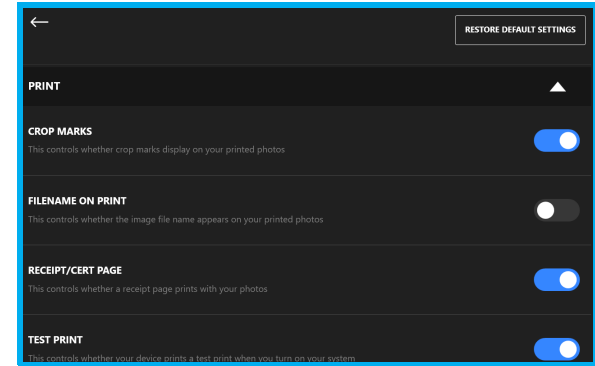 RESTORE DEFAULT SETTINGS
PRINT
CROP MARKS
This controls whether crop marks display on your printed photos
FILENAME ON PRINT
This controls whether the image file name appears on your printed photos
RECEIPT/CERT PAGE
This controls whether a receipt page prints with your photos
TEST PRINT
This controls whether your device prints a test print when you turn on your system